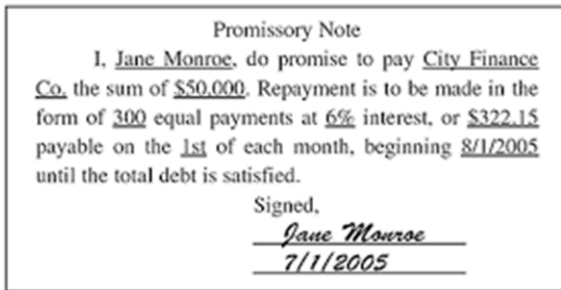 Promissory Note
I, Jane Monroe, do promise to pay City Finance
Co. the sum of $50,000. Repayment is to be made in the
form of 300 equal payments at 6% interest, or $322.15
payable on the 1st of each month, beginning 8/1/2005
until the total debt is satisfied.
Signed,
Jane Monroe
7/1/2005